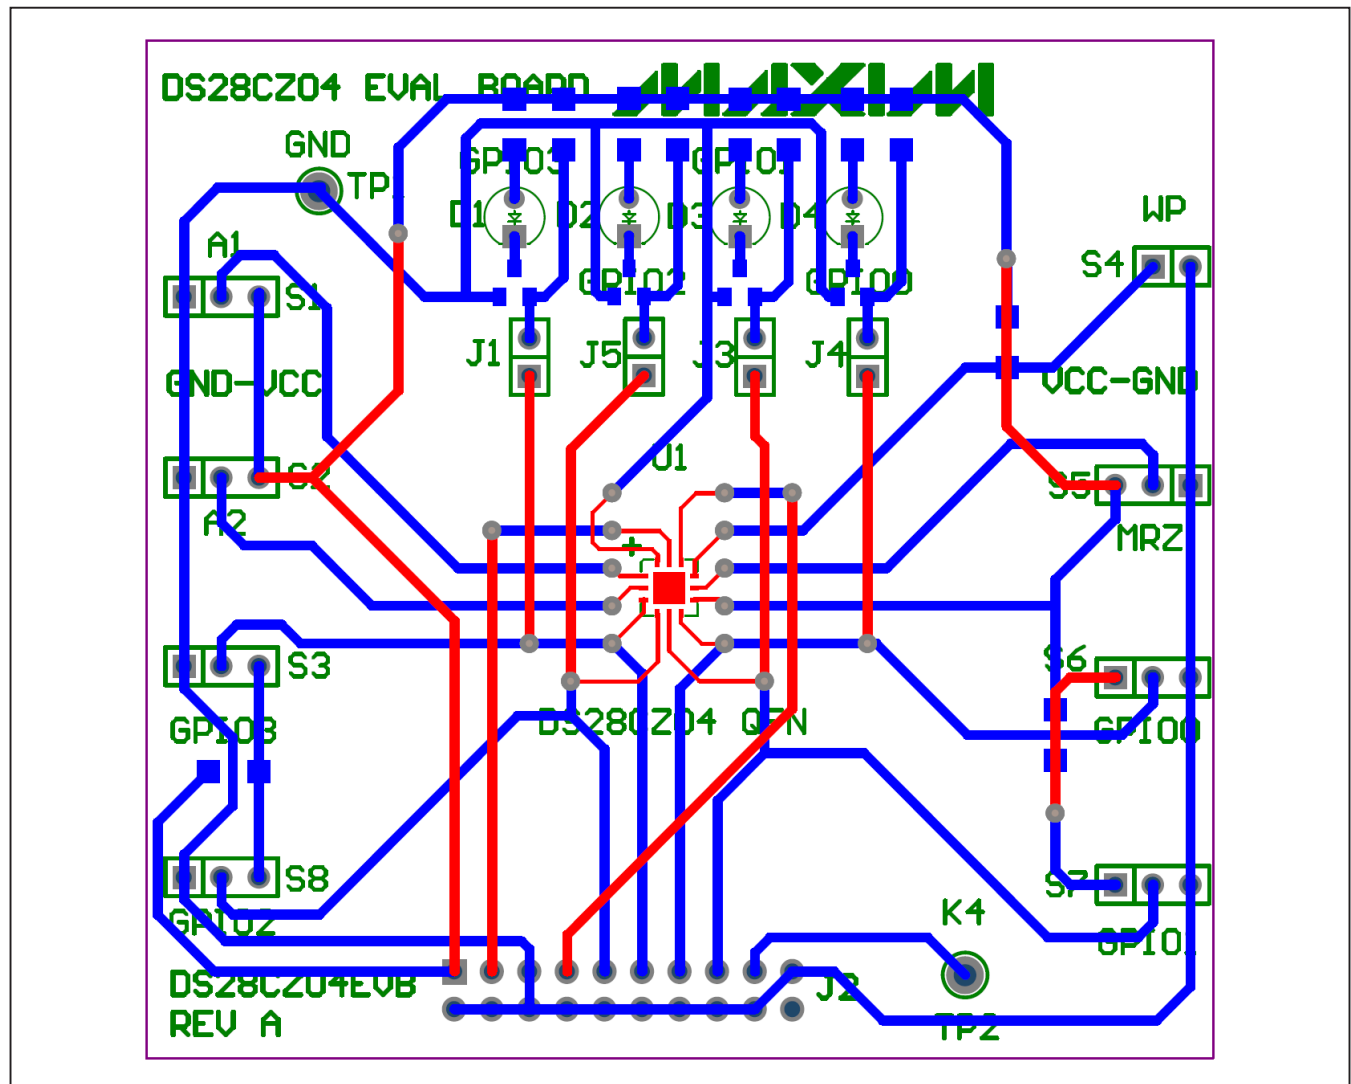 DS28CZ04 EVAL BOARD MAXIM
GND
TP1
GPIO3
GPIO1
WP
D1
D2
D3
D4
A1
S4
S1
GPIO2
GPIO0
J1
J5
J3
J4
GND-VCC
VCC-GND
U1
S2
S5
A2
MRZ
+
S3
S6
DS28CZ04 QFN
GPIO3
GPIO0
S8
S7
GPIO2
K4
GPIO1
DS28CZ04EVB
J2
REV A
TP2